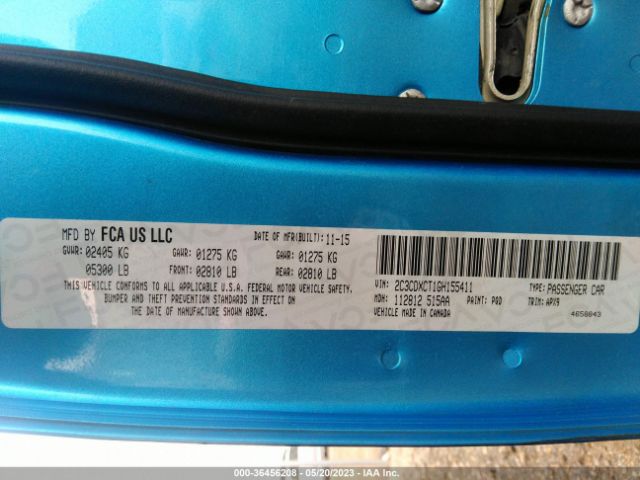 MFD BY FCA US LLC
DATE OF MFR(BUILT): 11-15
GVWR: 02405 KG GAWR: 01275 KG GAWR: 01275 KG
05300 LB FRONT: 02810 LB REAR: 02810 LB
THIS VEHICLE CONFORMS TO ALL APPLICABLE U.S.A. FEDERAL MOTOR VEHICLE SAFETY,
BUMPER AND THEFT PREVENTION STANDARDS IN EFFECT ON
THE DATE OF MANUFACTURE SHOWN ABOVE.
VIN: 2C3CDXCT1GH155411 TYPE: PASSENGER CAR
MDH: 112812 515AA PAINT: PQD TRIM: APX9
VEHICLE MADE IN CANADA 4658843
000-36456208 - 05/20/2023 - IAA Inc.